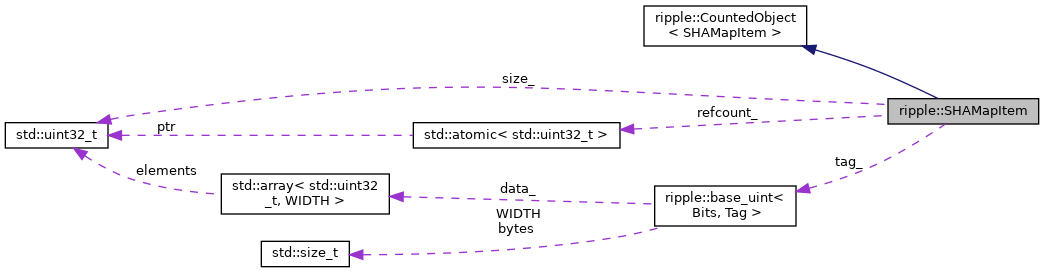 ripple::CountedObject
< SHAMapItem >
size_
ripple::SHAMapItem
refcount_
std::uint32_t
ptr
std::atomic< std::uint32_t >
tag_
elements
std::array< std::uint32
_t, WIDTH >
data_
ripple::base_uint<
Bits, Tag >
WIDTH
bytes
std::size_t